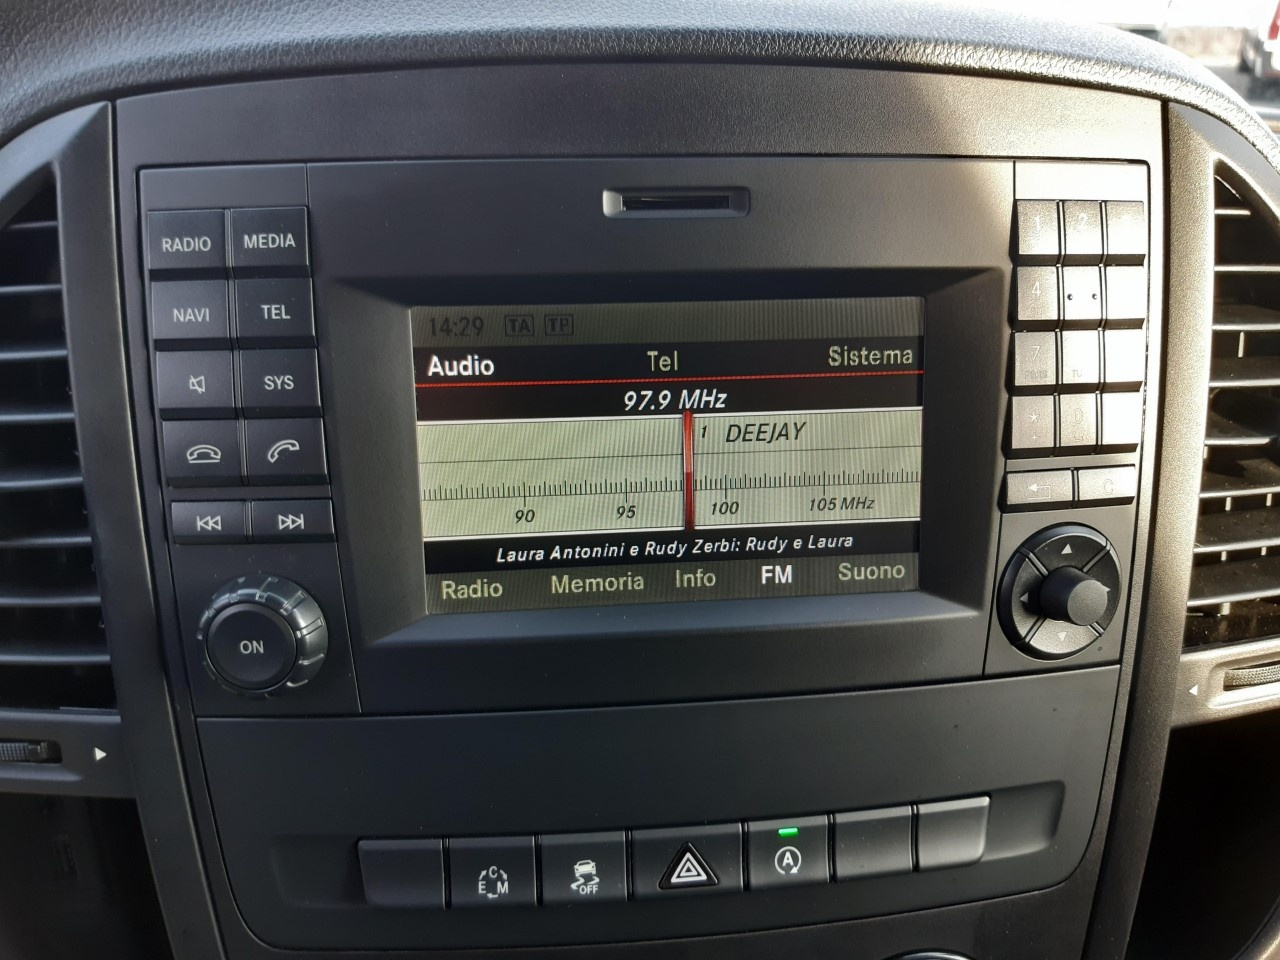 RADIO MEDIA
NAVI TEL
SYS
ON
14:29 TA TP
Audio Tel Sistema
97.9 MHz
1 DEEJAY
90 95 100 105 MHz
Laura Antonini e Rudy Zerbi: Rudy e Laura
Radio Memoria Info FM Suono
1 2
4
7
* 0
C
C
E M
OFF
A